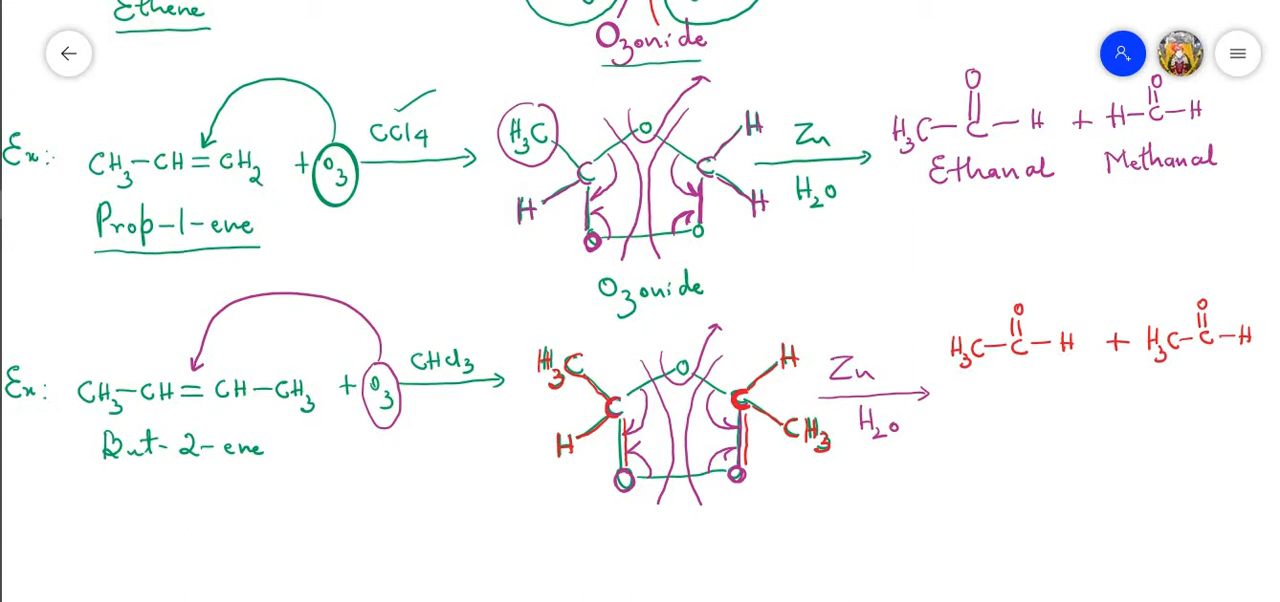 Ethene
Ozonide
Ex:. CH3-CH=CH2 + O3 CCl4 H3C H C O C H H O O Zn H2O H3C-C-H O + H-C-H O
Prop-1-ene
Ethanal Methanal
Ozonide
Ex: CH3-CH=CH-CH3 + O3 CHCl3 H3C H C O C H CH3 O O Zn H2O H3C-C-H O + H3C-C-H O
But-2-ene